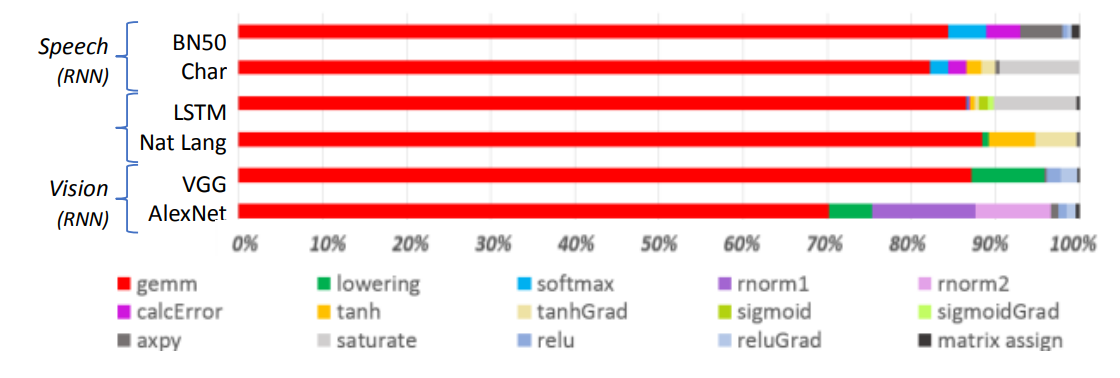 Speech
(RNN)
BN50
Char
LSTM
Nat Lang
Vision
(RNN)
VGG
AlexNet
0% 10% 20% 30% 40% 50% 60% 70% 80% 90% 100%
gemm lowering softmax rnorm1 rnorm2
calcError tanh tanhGrad sigmoid sigmoidGrad
axpy saturate relu reluGrad matrix assign